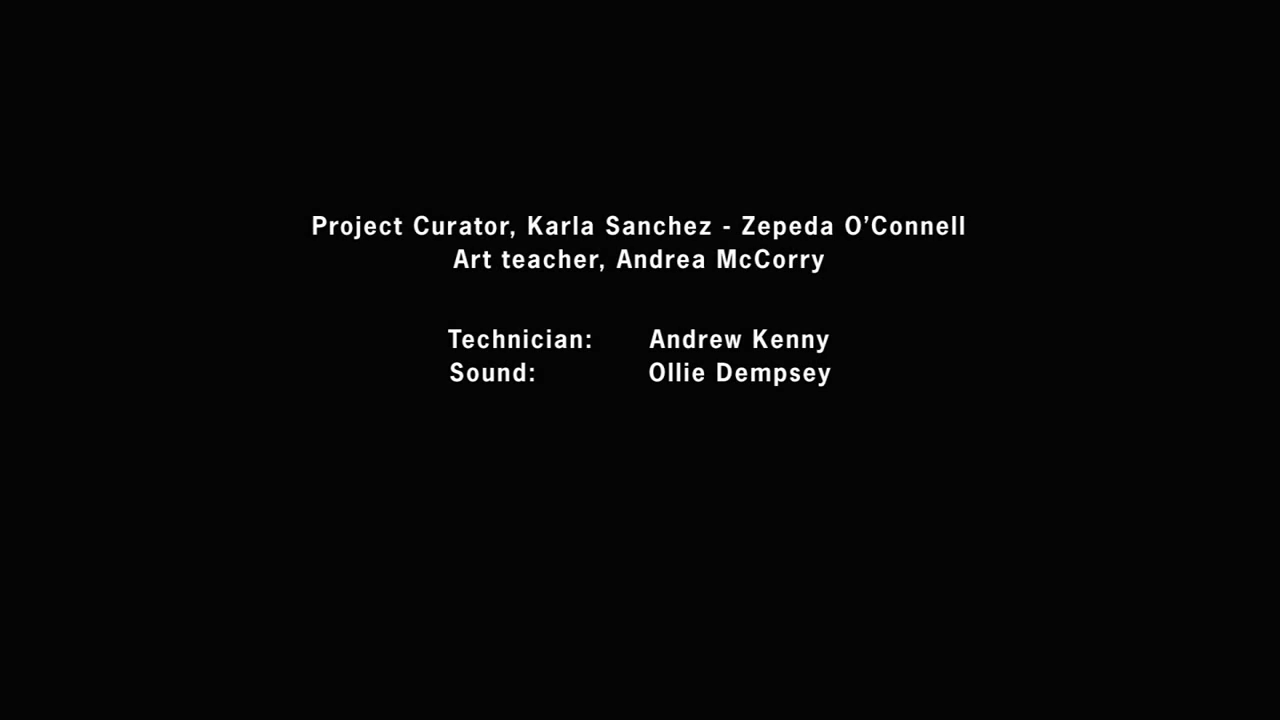 Project Curator, Karla Sanchez - Zepeda O’Connell
Art teacher, Andrea McCorry
Technician: Andrew Kenny
Sound: Ollie Dempsey